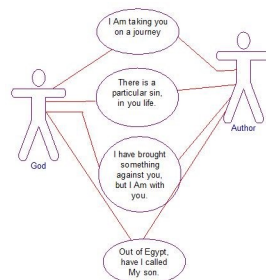 I Am taking you
on a journey
There is a
particular sin,
in you life.
God
Author
I have brought
something
against you,
but I Am with
you.
Out of Egypt,
have I called
My son.